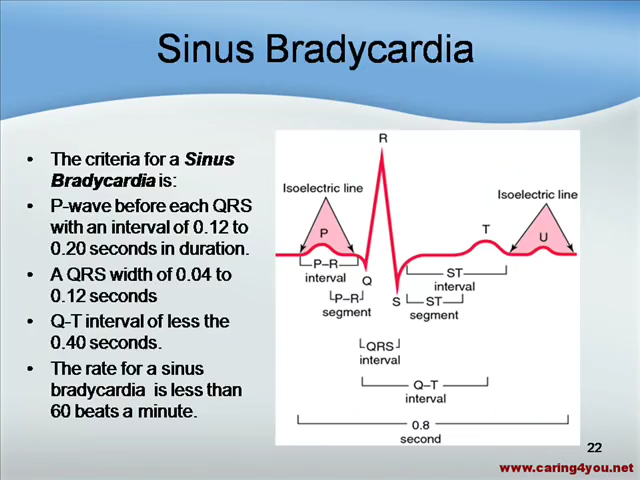 Sinus Bradycardia
• The criteria for a Sinus
Bradycardia is:
• P-wave before each QRS
with an interval of 0.12 to
0.20 seconds in duration.
• A QRS width of 0.04 to
0.12 seconds
• Q-T interval of less the
0.40 seconds.
• The rate for a sinus
bradycardia is less than
60 beats a minute.
R
Isoelectric line
Isoelectric line
P
T
U
P–R
interval
Q
ST
interval
P–R
segment
S
ST
segment
QRS
interval
Q–T
interval
0.8
second
22
www.caring4you.net